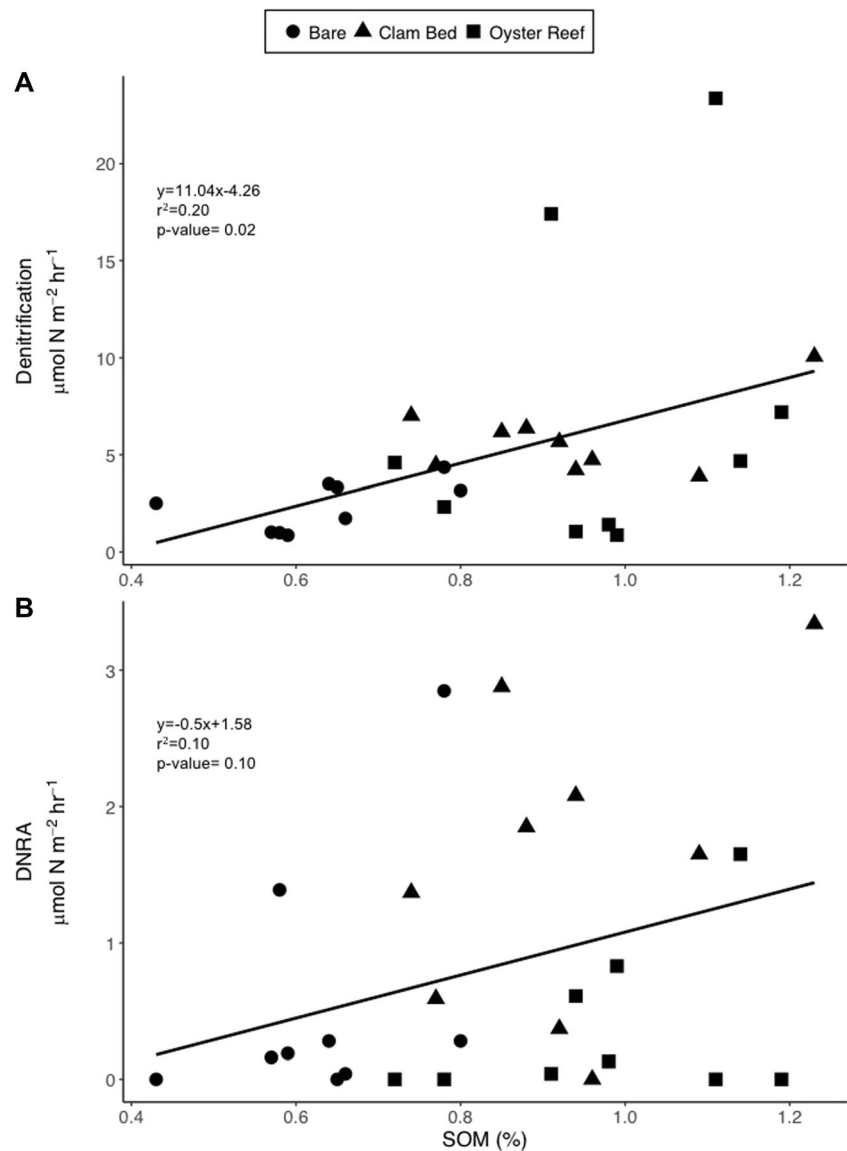 Bare Clam Bed Oyster Reef
A
y=11.04x-4.26
r²=0.20
p-value= 0.02
Denitrification
μmol N m⁻² hr⁻¹
20
15
10
5
0
0.4 0.6 0.8 1.0 1.2
B
y=-0.5x+1.58
r²=0.10
p-value= 0.10
DNRA
μmol N m⁻² hr⁻¹
3
2
1
0
0.4 0.6 0.8 1.0 1.2
SOM (%)